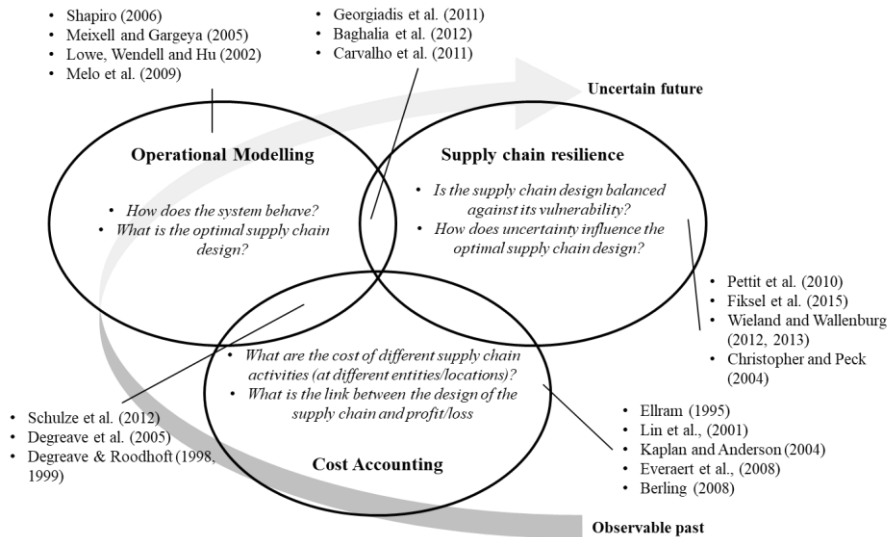 • Shapiro (2006)
• Meixell and Gargeya (2005)
• Lowe, Wendell and Hu (2002)
• Melo et al. (2009)
• Georgiadis et al. (2011)
• Baghalia et al. (2012)
• Carvalho et al. (2011)
Uncertain future
Operational Modelling
• How does the system behave?
• What is the optimal supply chain
design?
Supply chain resilience
• Is the supply chain design balanced
against its vulnerability?
• How does uncertainty influence the
optimal supply chain design?
• Pettit et al. (2010)
• Fiksel et al. (2015)
• Wieland and Wallenburg
(2012, 2013)
• Christopher and Peck
(2004)
• What are the cost of different supply chain
activities (at different entities/locations)?
• What is the link between the design of the
supply chain and profit/loss
Cost Accounting
• Schulze et al. (2012)
• Degreave et al. (2005)
• Degreave & Roodhoft (1998,
1999)
• Ellram (1995)
• Lin et al., (2001)
• Kaplan and Anderson (2004)
• Everaert et al., (2008)
• Berling (2008)
Observable past